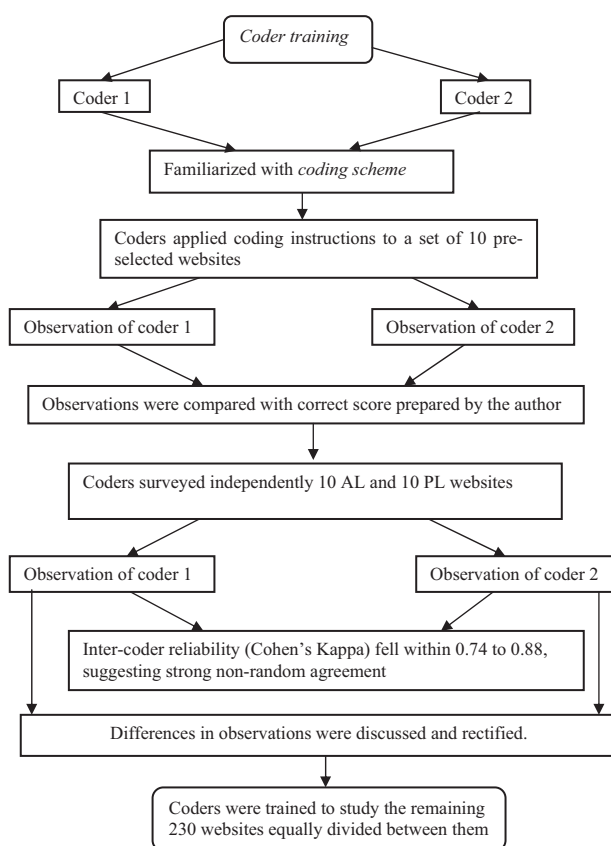 Coder training
Coder 1
Coder 2
Familiarized with coding scheme
Coders applied coding instructions to a set of 10 pre-
selected websites
Observation of coder 1
Observation of coder 2
Observations were compared with correct score prepared by the author
Coders surveyed independently 10 AL and 10 PL websites
Observation of coder 1
Observation of coder 2
Inter-coder reliability (Cohen’s Kappa) fell within 0.74 to 0.88,
suggesting strong non-random agreement
Differences in observations were discussed and rectified.
Coders were trained to study the remaining
230 websites equally divided between them